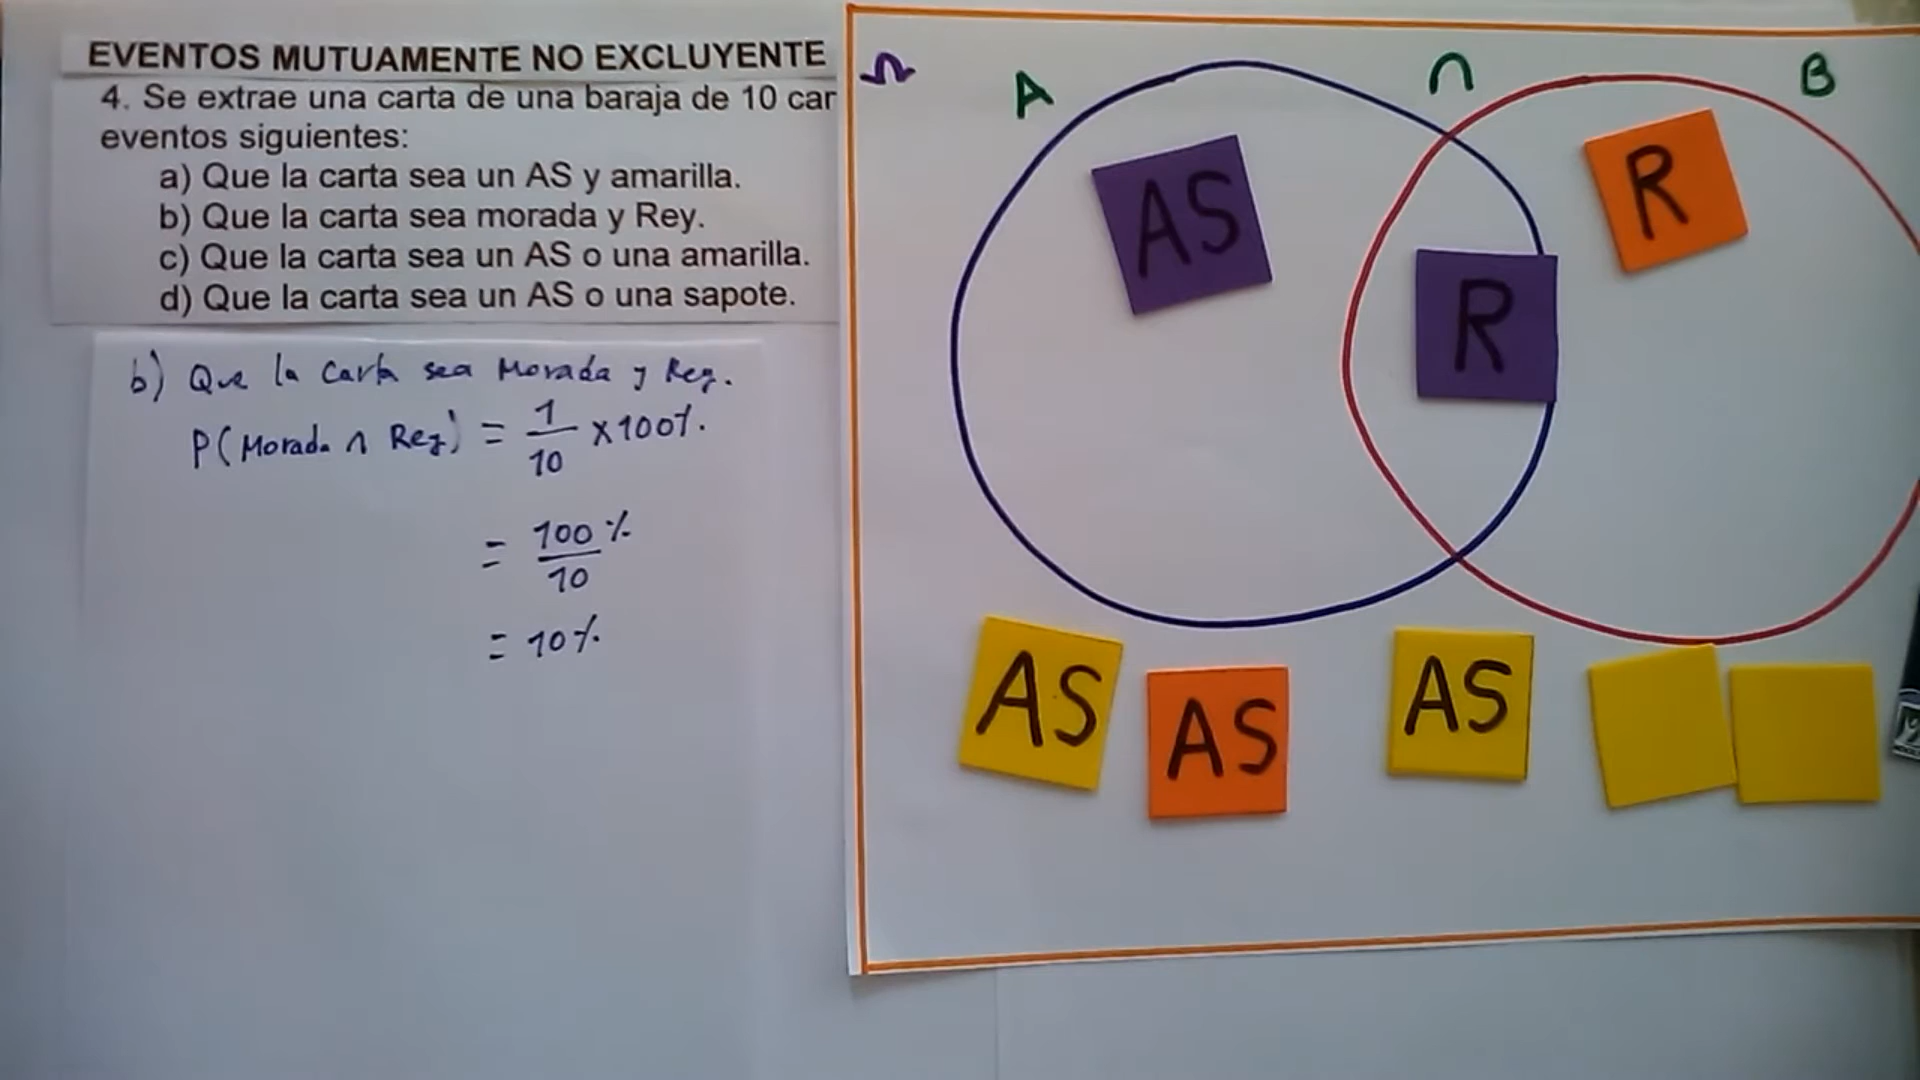 EVENTOS MUTUAMENTE NO EXCLUYENTE
4. Se extrae una carta de una baraja de 10 car
eventos siguientes:
a) Que la carta sea un AS y amarilla.
b) Que la carta sea morada y Rey.
c) Que la carta sea un AS o una amarilla.
d) Que la carta sea un AS o una sapote.
b) Que la Carta sea Morada y Rey.
P(Morada ∩ Rey) = 1/10 x100%.
= 100%/10
= 10%
Ω A ∩ B
AS R
R
AS AS AS